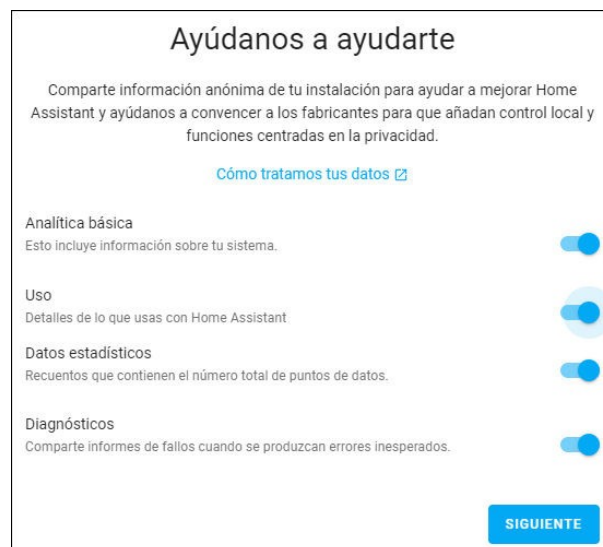 Ayúdanos a ayudarte
Comparte información anónima de tu instalación para ayudar a mejorar Home
Assistant y ayúdanos a convencer a los fabricantes para que añadan control local y
funciones centradas en la privacidad.
Cómo tratamos tus datos
Analítica básica
Esto incluye información sobre tu sistema.
Uso
Detalles de lo que usas con Home Assistant
Datos estadísticos
Recuentos que contienen el número total de puntos de datos.
Diagnósticos
Comparte informes de fallos cuando se produzcan errores inesperados.
SIGUIENTE